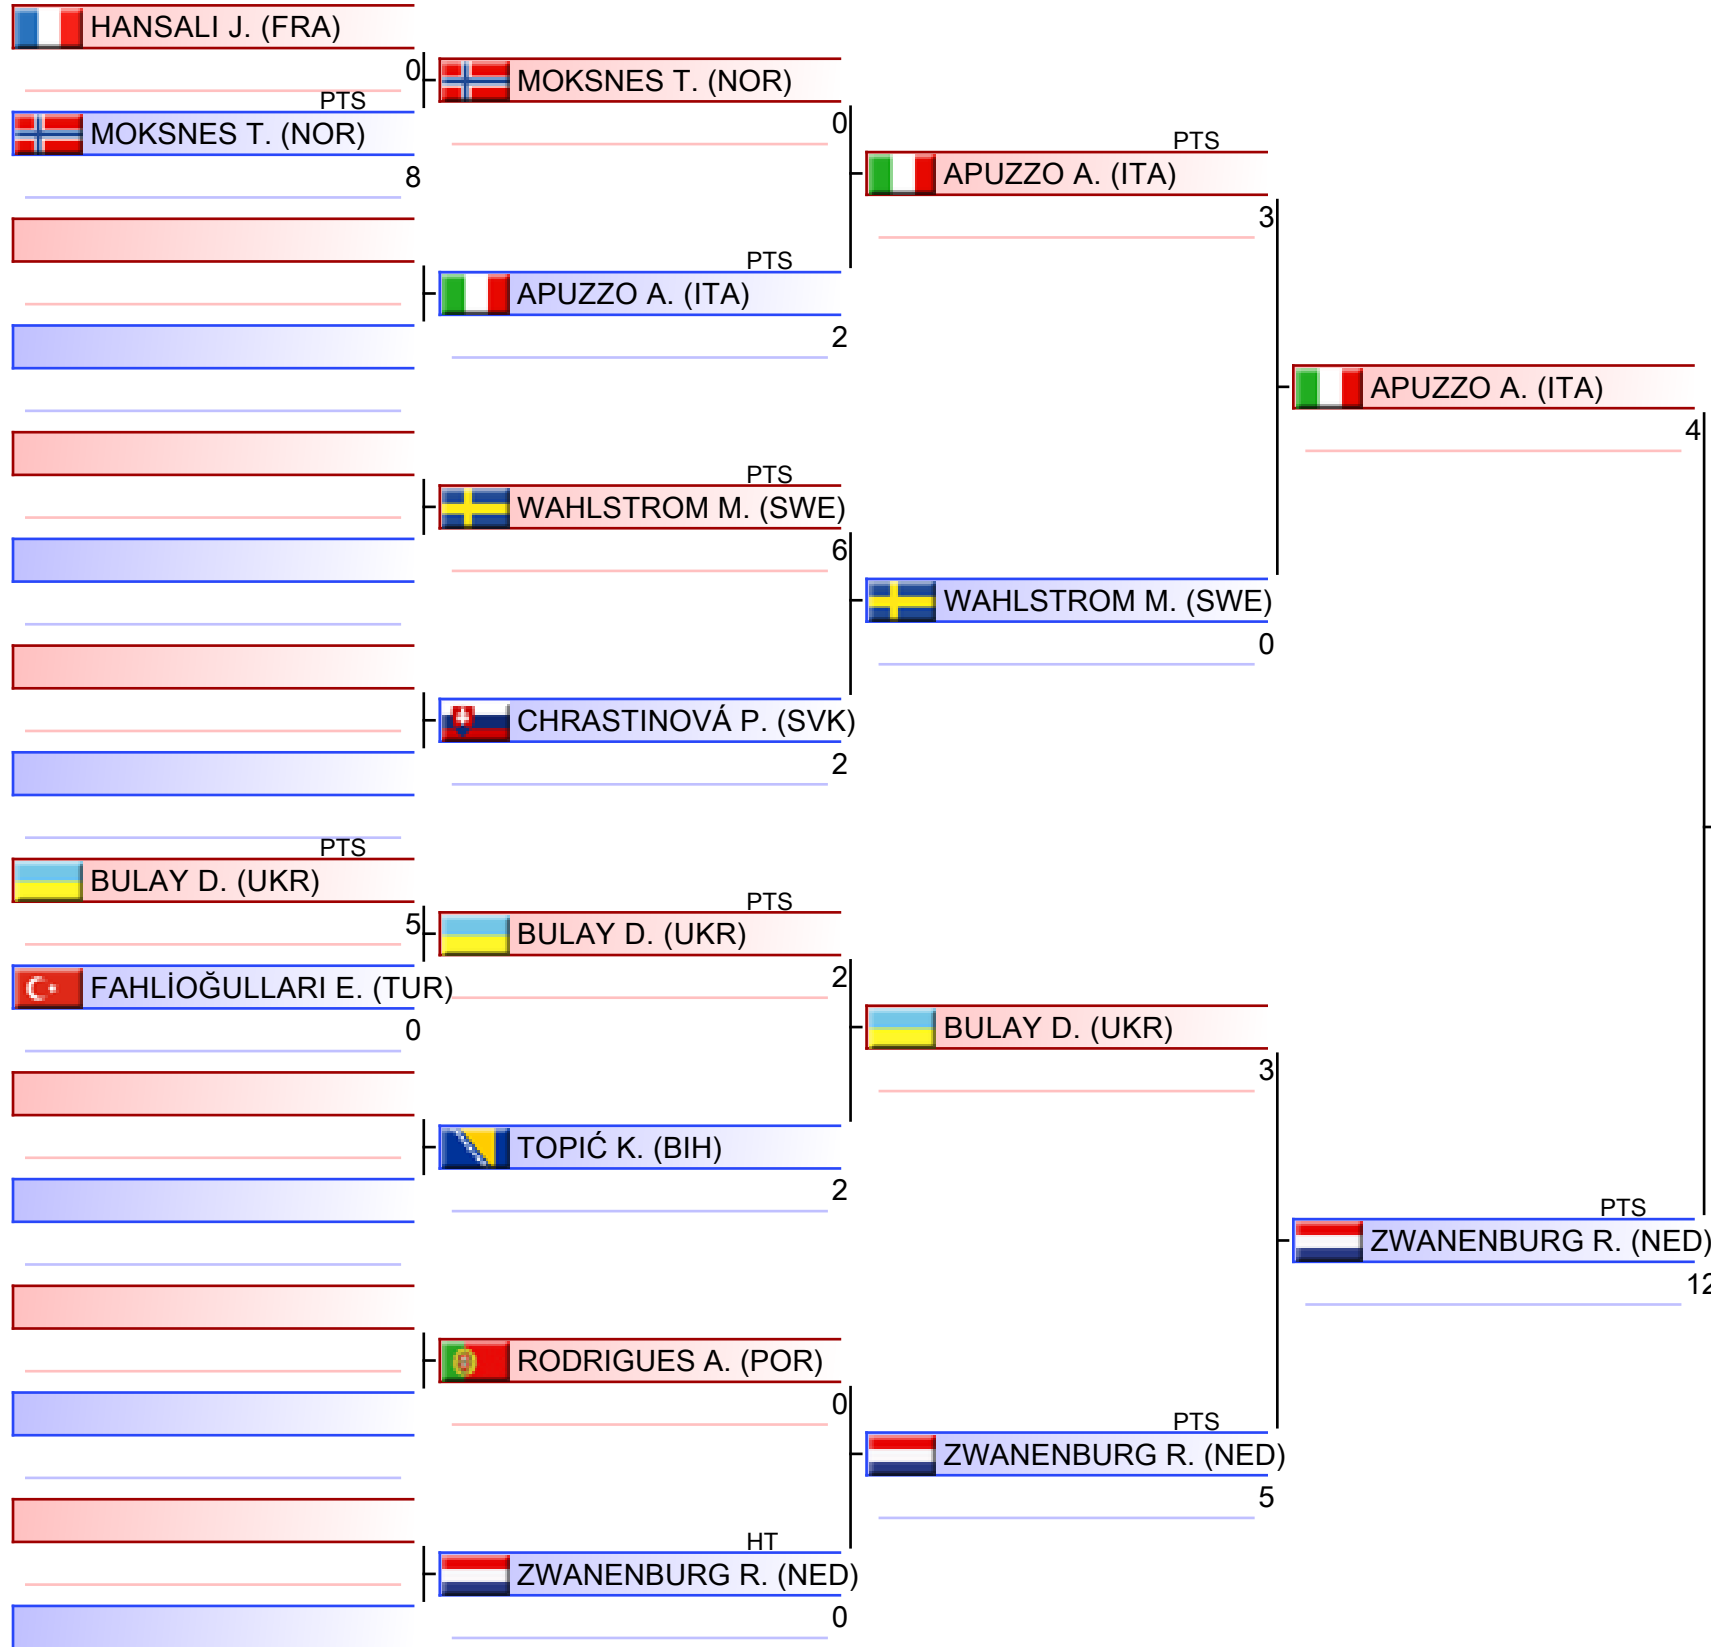 HANSALI J. (FRA)
0
PTS
MOKSNES T. (NOR)
8
PTS
BULAY D. (UKR)
5
FAHLİOĞULLARI E. (TUR)
0
MOKSNES T. (NOR)
0
PTS
APUZZO A. (ITA)
2
PTS
WAHLSTROM M. (SWE)
6
CHRASTINOVÁ P. (SVK)
2
PTS
BULAY D. (UKR)
2
TOPIĆ K. (BIH)
2
RODRIGUES A. (POR)
0
HT
ZWANENBURG R. (NED)
0
PTS
APUZZO A. (ITA)
3
WAHLSTROM M. (SWE)
0
BULAY D. (UKR)
3
PTS
ZWANENBURG R. (NED)
5
APUZZO A. (ITA)
4
PTS
ZWANENBURG R. (NED)
12